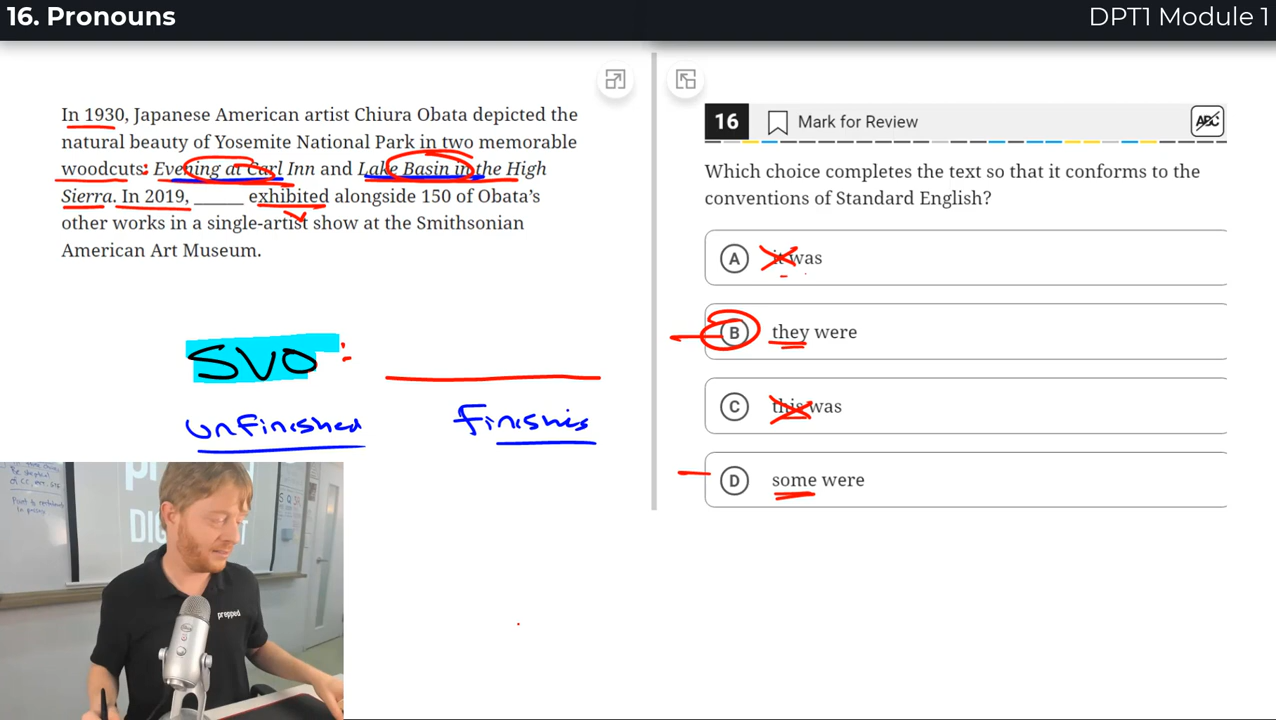 16. Pronouns
DPT1 Module 1
In 1930, Japanese American artist Chiura Obata depicted the
natural beauty of Yosemite National Park in two memorable
woodcuts: Evening at Carl Inn and Lake Basin in the High
Sierra. In 2019, ______ exhibited alongside 150 of Obata's
other works in a single-artist show at the Smithsonian
American Art Museum.
SVO :
unfinished
finishes
16
Mark for Review
ABC
Which choice completes the text so that it conforms to the
conventions of Standard English?
A it was
B they were
C this was
D some were
prepped